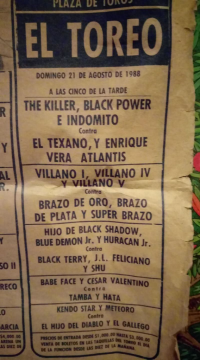 PLAZA DE TOROS
EL TOREO
DOMINGO 21 DE AGOSTO DE 1988
A LAS CINCO DE LA TARDE
THE KILLER, BLACK POWER
E INDOMITO
Contra
EL TEXANO, Y ENRIQUE
VERA ATLANTIS
VILLANO I, VILLANO IV
Y VILLANO V
Contra
BRAZO DE ORO, BRAZO
DE PLATA Y SUPER BRAZO
HIJO DE BLACK SHADOW,
BLUE DEMON Jr. Y HURACAN Jr.
Contra
BLACK TERRY, J.L. FELICIANO
Y SHU
BABE FACE Y CESAR VALENTINO
Contra
TAMBA Y HATA
KENDO STAR Y METEORO
Contra
EL HIJO DEL DIABLO Y EL GALLEGO